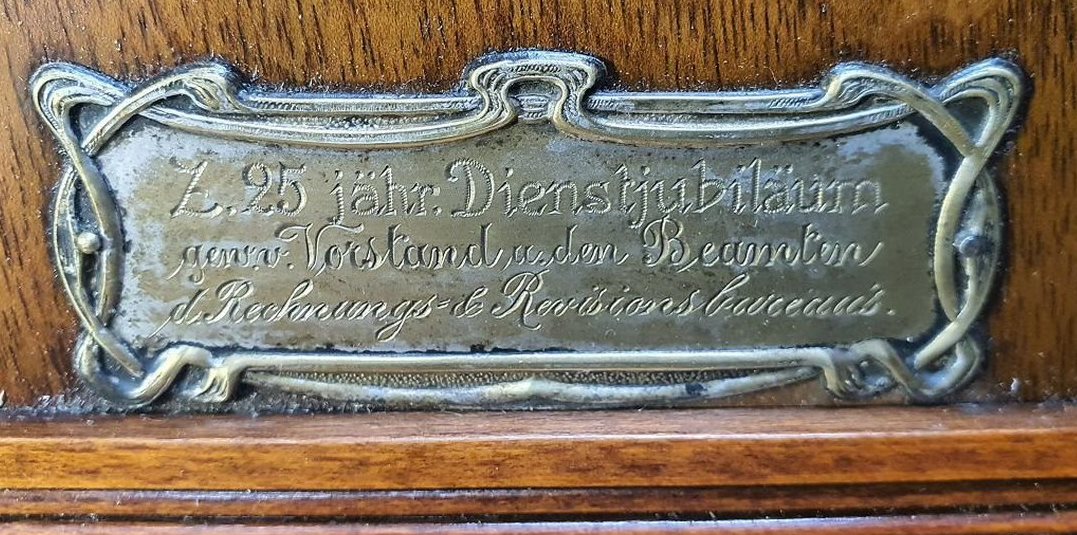 Z. 25 jähr. Dienstjubiläum
gew. v. Vorstand u. den Beamten
d. Rechnungs= & Revisionsbureaus.